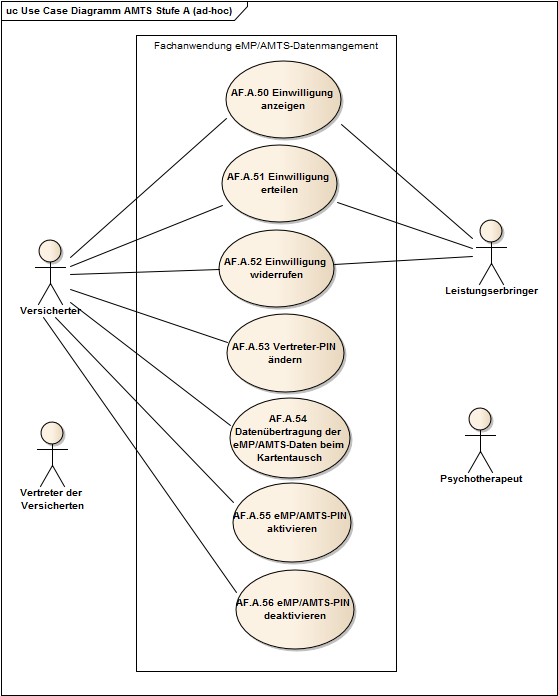 uc Use Case Diagramm AMTS Stufe A (ad-hoc)
Fachanwendung eMP/AMTS-Datenmangement
AF.A.50 Einwilligung
anzeigen
AF.A.51 Einwilligung
erteilen
AF.A.52 Einwilligung
widerrufen
Versicherter
Leistungserbringer
AF.A.53 Vertreter-PIN
ändern
AF.A.54
Datenübertragung der
eMP/AMTS-Daten beim
Kartentausch
Vertreter der
Versicherten
Psychotherapeut
AF.A.55 eMP/AMTS-PIN
aktivieren
AF.A.56 eMP/AMTS-PIN
deaktivieren